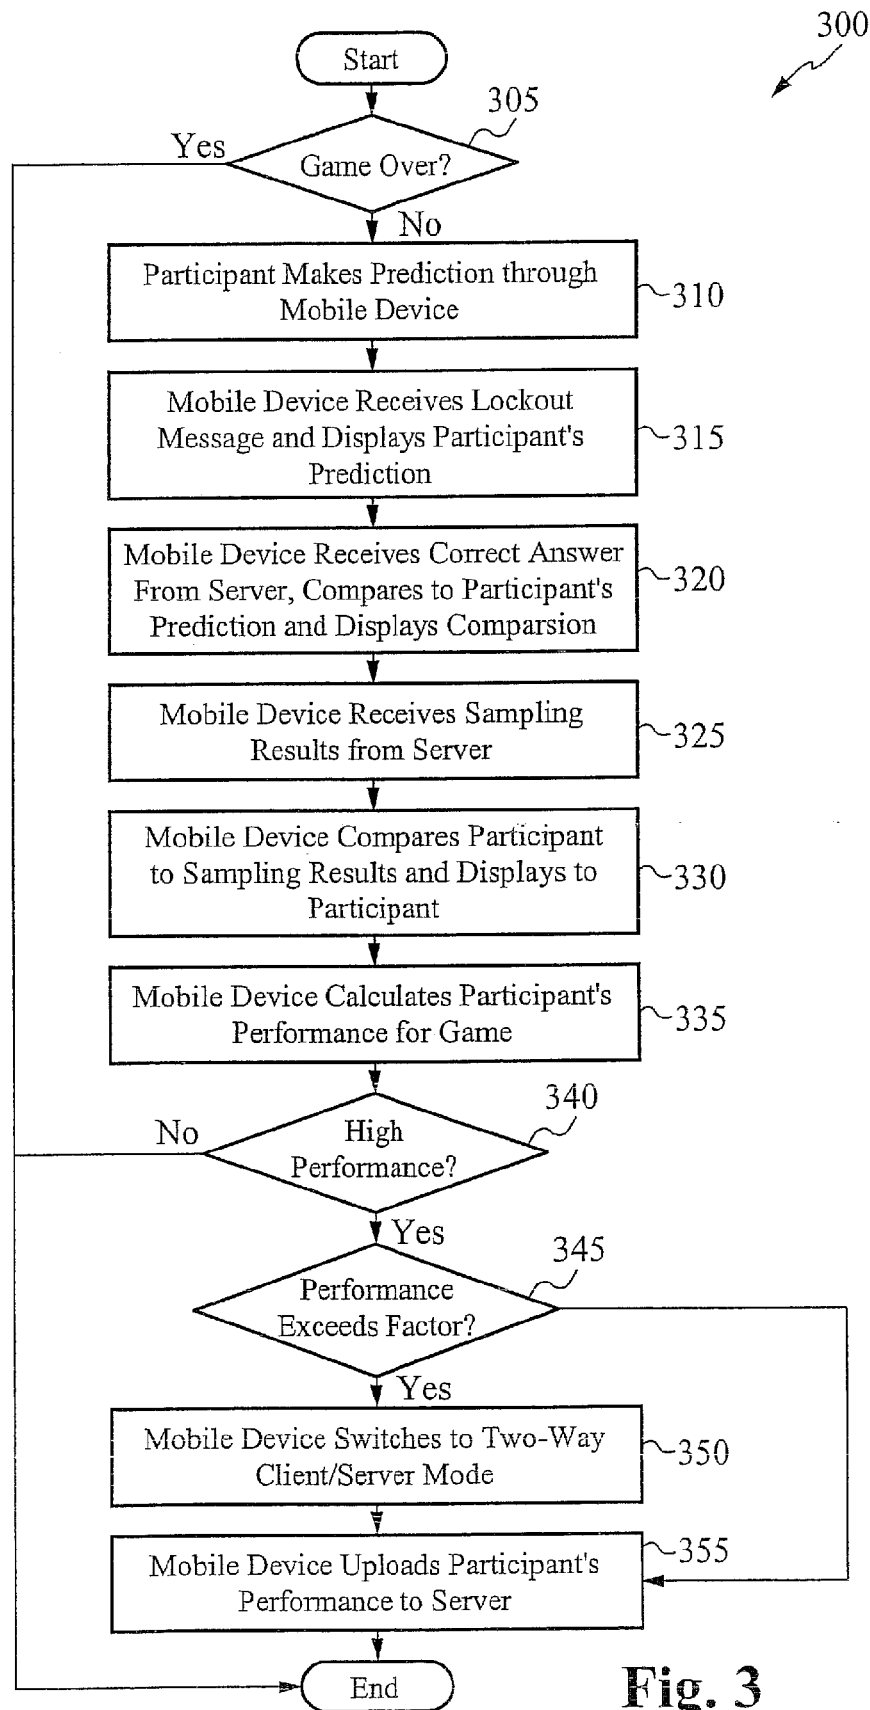 300
Start
305
Yes
Game Over?
No
Participant Makes Prediction through
Mobile Device
310
Mobile Device Receives Lockout
Message and Displays Participant's
Prediction
315
Mobile Device Receives Correct Answer
From Server, Compares to Participant's
Prediction and Displays Comparsion
320
Mobile Device Receives Sampling
Results from Server
325
Mobile Device Compares Participant
to Sampling Results and Displays to
Participant
330
Mobile Device Calculates Participant's
Performance for Game
335
340
No
High
Performance?
Yes
345
Performance
Exceeds Factor?
Yes
Mobile Device Switches to Two-Way
Client/Server Mode
350
Mobile Device Uploads Participant's
Performance to Server
355
End
Fig. 3